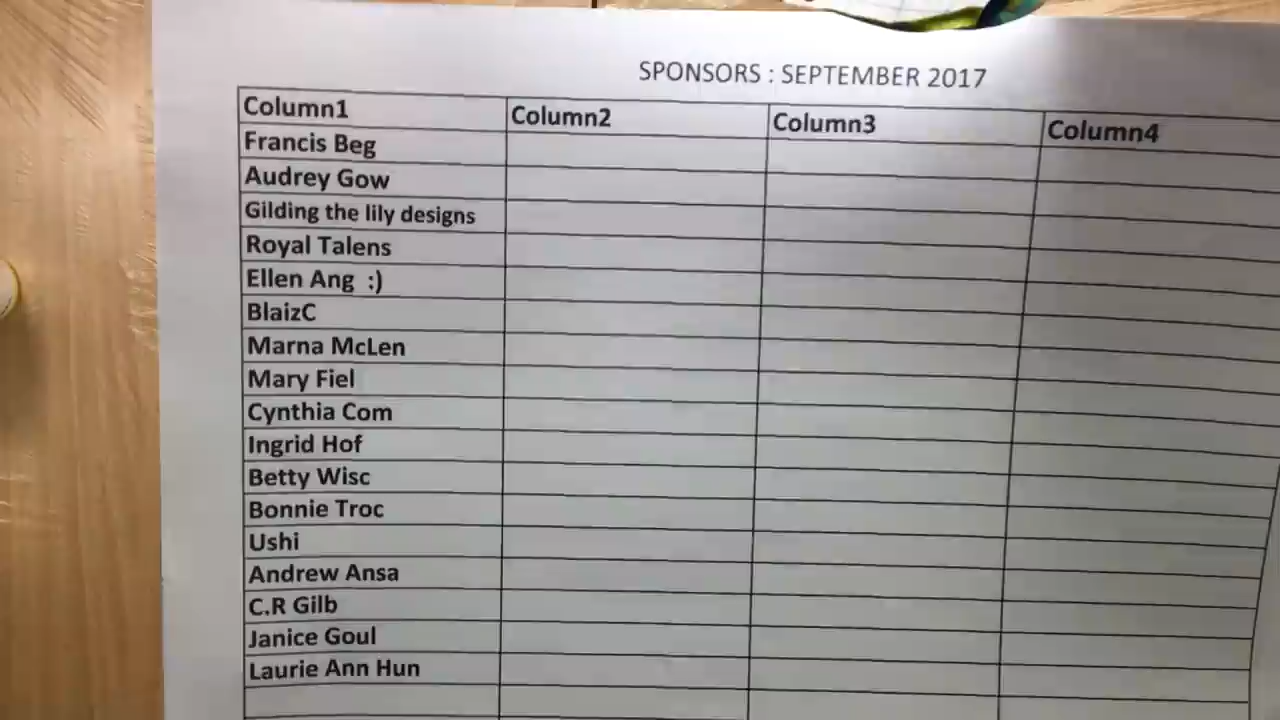 SPONSORS : SEPTEMBER 2017
Column1 Column2 Column3 Column4
Francis Beg
Audrey Gow
Gilding the lily designs
Royal Talens
Ellen Ang :)
BlaizC
Marna McLen
Mary Fiel
Cynthia Com
Ingrid Hof
Betty Wisc
Bonnie Troc
Ushi
Andrew Ansa
C.R Gilb
Janice Goul
Laurie Ann Hun